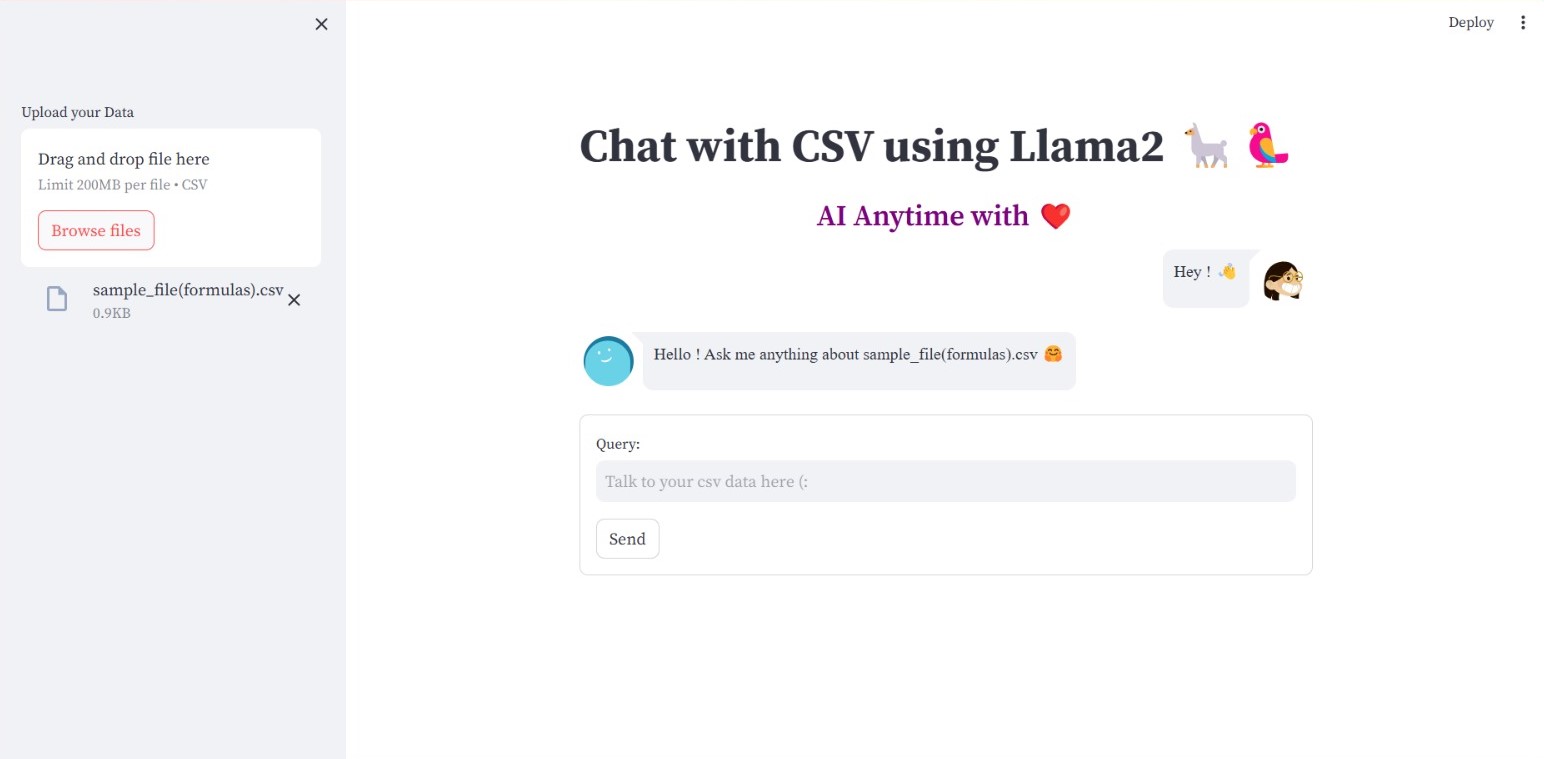 Deploy
Upload your Data
Drag and drop file here
Limit 200MB per file • CSV
Browse files
sample_file(formulas).csv
0.9KB
Chat with CSV using Llama2 🦙 🦜
AI Anytime with ❤️
Hey ! 👋
Hello ! Ask me anything about sample_file(formulas).csv 🤗
Query:
Talk to your csv data here (:
Send